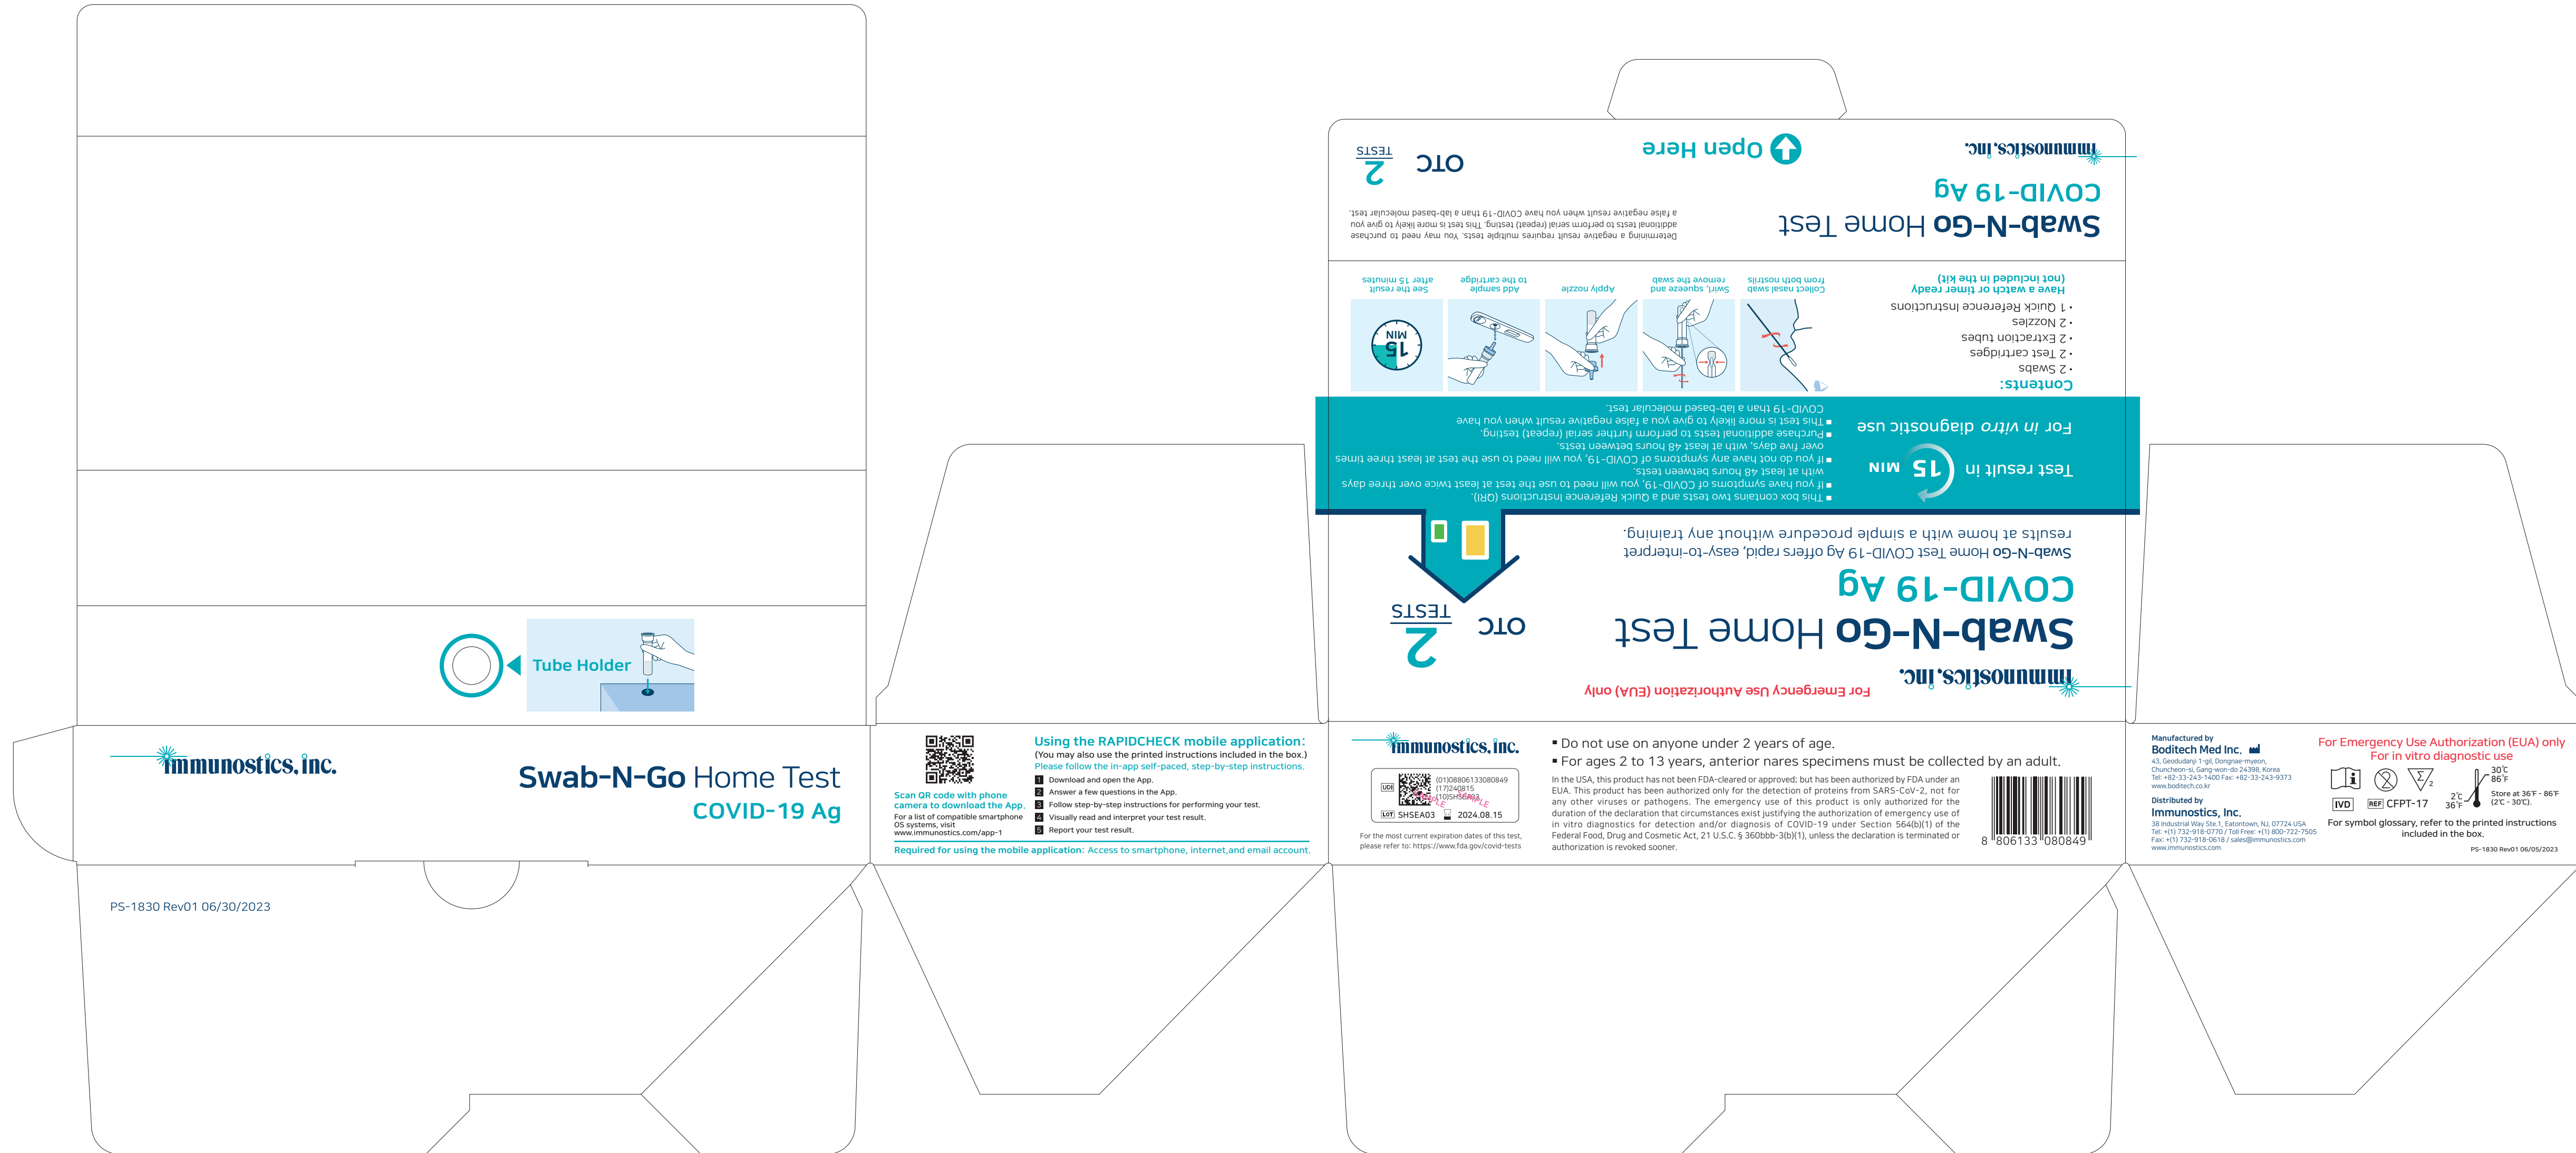 OTC
2
TESTS
Open Here
immunostics, inc.
COVID-19 Ag
Swab-N-Go Home Test
Determining a negative result requires multiple tests. You may need to purchase
additional tests to perform serial (repeat) testing. This test is more likely to give you
a false negative result when you have COVID-19 than a lab-based molecular test.
immunostics, inc.
For Emergency Use Authorization (EUA) only
Swab-N-Go Home Test
COVID-19 Ag
OTC
2
TESTS
Swab-N-Go Home Test COVID-19 Ag offers rapid, easy-to-interpret
results at home with a simple procedure without any training.
Test result in 15 MIN
For in vitro diagnostic use
▪ This box contains two tests and a Quick Reference Instructions (QRI).
▪ If you have symptoms of COVID-19, you will need to use the test at least twice over three days
with at least 48 hours between tests.
▪ If you do not have any symptoms of COVID-19, you will need to use the test at least three times
over five days, with at least 48 hours between tests.
▪ Purchase additional tests to perform further serial (repeat) testing.
▪ This test is more likely to give you a false negative result when you have
COVID-19 than a lab-based molecular test.
Contents:
• 2 Swabs
• 2 Test cartridges
• 2 Extraction tubes
• 2 Nozzles
• 1 Quick Reference Instructions
Have a watch or timer ready
(not included in the kit)
Collect nasal swab
from both nostrils
Swirl, squeeze and
remove the swab
Apply nozzle
Add sample
to the cartridge
15
MIN
See the result
after 15 minutes
Tube Holder
immunostics, inc.
Swab-N-Go Home Test
COVID-19 Ag
PS-1830 Rev01 06/30/2023
Scan QR code with phone
camera to download the App.
For a list of compatible smartphone
OS systems, visit
www.immunostics.com/app-1
Using the RAPIDCHECK mobile application:
(You may also use the printed instructions included in the box.)
Please follow the in-app self-paced, step-by-step instructions.
1 Download and open the App.
2 Answer a few questions in the App.
3 Follow step-by-step instructions for performing your test.
4 Visually read and interpret your test result.
5 Report your test result.
Required for using the mobile application: Access to smartphone, internet,and email account.
immunostics, inc.
UDI
(01)08806133080849
(17)240815
(10)SHSEA03
SAMPLE SAMPLE
LOT SHSEA03 2024.08.15
For the most current expiration dates of this test,
please refer to: https://www.fda.gov/covid-tests
▪ Do not use on anyone under 2 years of age.
▪ For ages 2 to 13 years, anterior nares specimens must be collected by an adult.
In the USA, this product has not been FDA-cleared or approved; but has been authorized by FDA under an
EUA. This product has been authorized only for the detection of proteins from SARS-CoV-2, not for
any other viruses or pathogens. The emergency use of this product is only authorized for the
duration of the declaration that circumstances exist justifying the authorization of emergency use of
in vitro diagnostics for detection and/or diagnosis of COVID-19 under Section 564(b)(1) of the
Federal Food, Drug and Cosmetic Act, 21 U.S.C. § 360bbb-3(b)(1), unless the declaration is terminated or
authorization is revoked sooner.
8 806133 080849
Manufactured by
Boditech Med Inc.
43, Geodudanji 1-gil, Dongnae-myeon,
Chuncheon-si, Gang-won-do 24398, Korea
Tel: +82-33-243-1400 Fax: +82-33-243-9373
www.boditech.co.kr
Distributed by
Immunostics, Inc.
38 Industrial Way Ste.1, Eatontown, NJ, 07724 USA
Tel: +(1) 732-918-0770 / Toll Free: +(1) 800-722-7505
Fax: +(1) 732-918-0618 / sales@immunostics.com
www.immunostics.com
For Emergency Use Authorization (EUA) only
For in vitro diagnostic use
2
Σ 2
30°C
86°F
2°C
36°F
Store at 36°F - 86°F
(2°C - 30°C).
IVD
REF CFPT-17
For symbol glossary, refer to the printed instructions
included in the box.
PS-1830 Rev01 06/05/2023